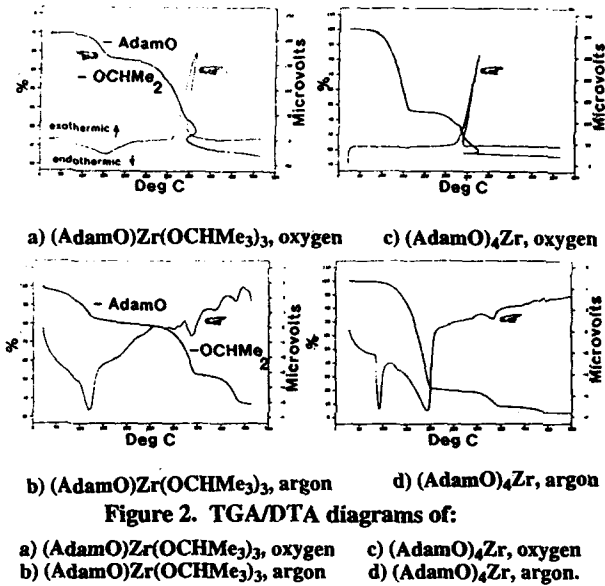 – AdamO
– OCHMe2
exothermic
endothermic
%
Microvolts
Deg C
%
Microvolts
Deg C
a) (AdamO)Zr(OCHMe3)3, oxygen
c) (AdamO)4Zr, oxygen
– AdamO
–OCHMe2
%
Microvolts
Deg C
%
Microvolts
Deg C
b) (AdamO)Zr(OCHMe3)3, argon
d) (AdamO)4Zr, argon
Figure 2. TGA/DTA diagrams of:
a) (AdamO)Zr(OCHMe3)3, oxygen
c) (AdamO)4Zr, oxygen
b) (AdamO)Zr(OCHMe3)3, argon
d) (AdamO)4Zr, argon.